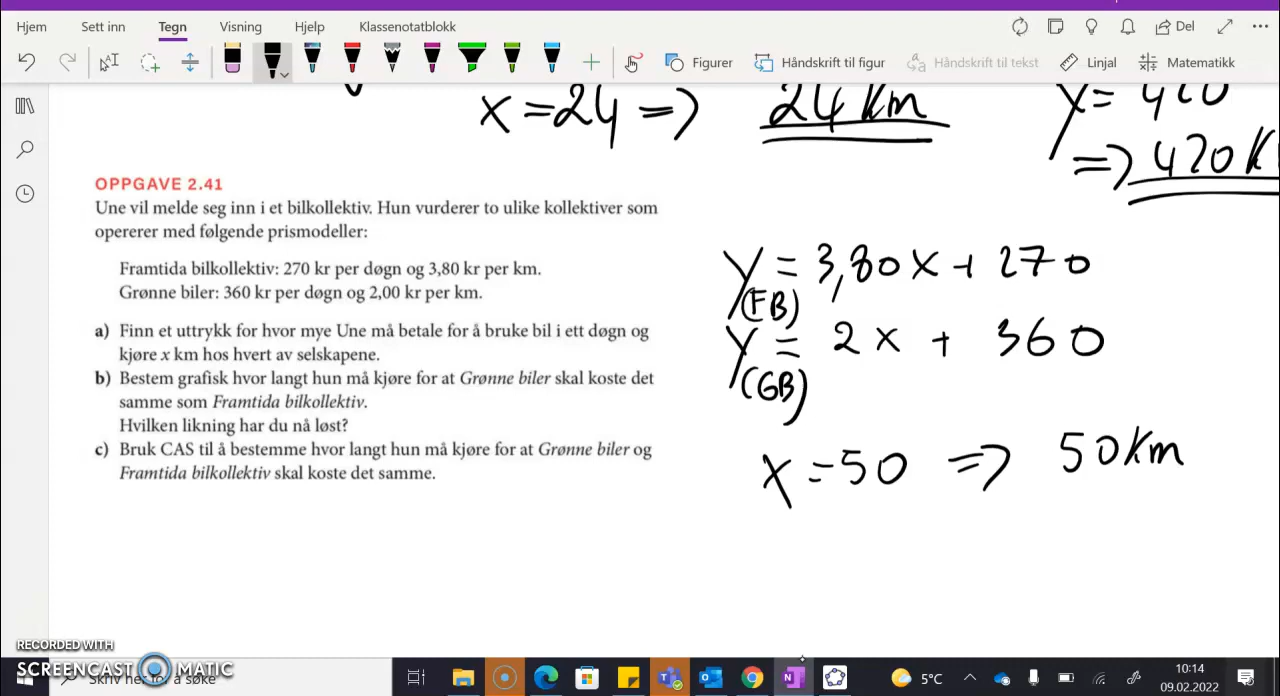 Hjem Sett inn Tegn Visning Hjelp Klassenotatblokk Del
Figurer Håndskrift til figur Håndskrift til tekst Linjal Matematikk
x = 24 => 24 km
y = 420
=> 420 k
OPPGAVE 2.41
Une vil melde seg inn i et bilkollektiv. Hun vurderer to ulike kollektiver som
opererer med følgende prismodeller:
Framtida bilkollektiv: 270 kr per døgn og 3,80 kr per km.
Grønne biler: 360 kr per døgn og 2,00 kr per km.
a) Finn et uttrykk for hvor mye Une må betale for å bruke bil i ett døgn og
kjøre x km hos hvert av selskapene.
b) Bestem grafisk hvor langt hun må kjøre for at Grønne biler skal koste det
samme som Framtida bilkollektiv.
Hvilken likning har du nå løst?
c) Bruk CAS til å bestemme hvor langt hun må kjøre for at Grønne biler og
Framtida bilkollektiv skal koste det samme.
y = 3,80x + 270
(FB)
y = 2x + 360
(GB)
x = 50 => 50 km
RECORDED WITH
SCREENCAST MATIC
Skriv her for å søke
5°C
10:14
09.02.2022